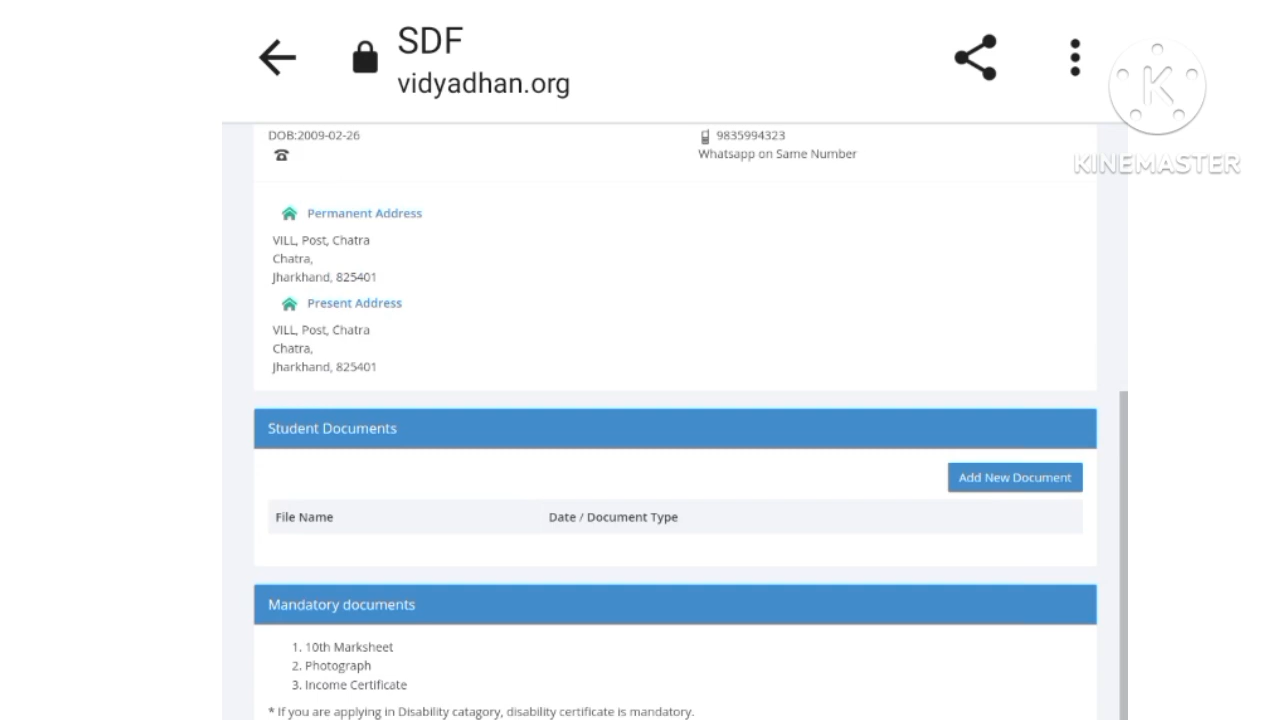 SDF
vidyadhan.org
K
KINEMASTER
DOB:2009-02-26
9835994323
Whatsapp on Same Number
Permanent Address
VILL, Post, Chatra
Chatra,
Jharkhand, 825401
Present Address
VILL, Post, Chatra
Chatra,
Jharkhand, 825401
Student Documents
Add New Document
File Name Date / Document Type
Mandatory documents
1. 10th Marksheet
2. Photograph
3. Income Certificate
* If you are applying in Disability catagory, disability certificate is mandatory.